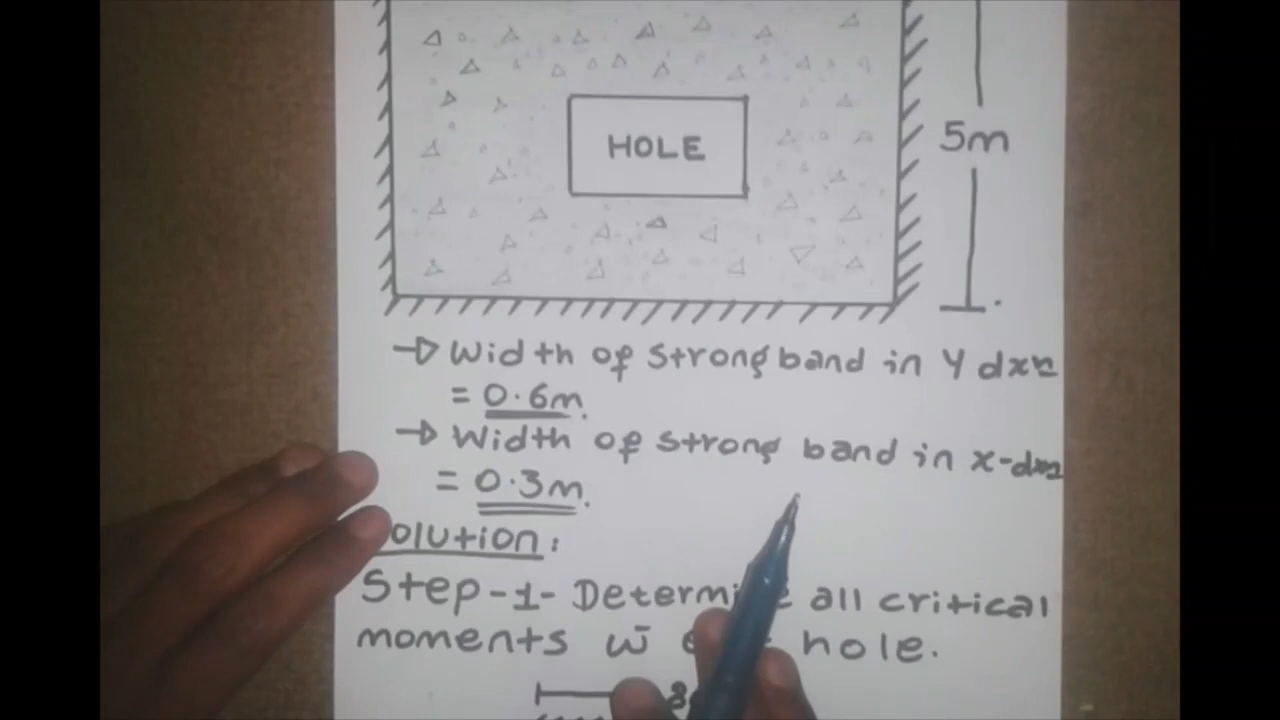 HOLE
5m
→ Width of strong band in Y dxn
= 0.6m.
→ Width of strong band in x-dxn
= 0.3m.
olution:
Step-1- Determi all critical
moments w̄ hole.